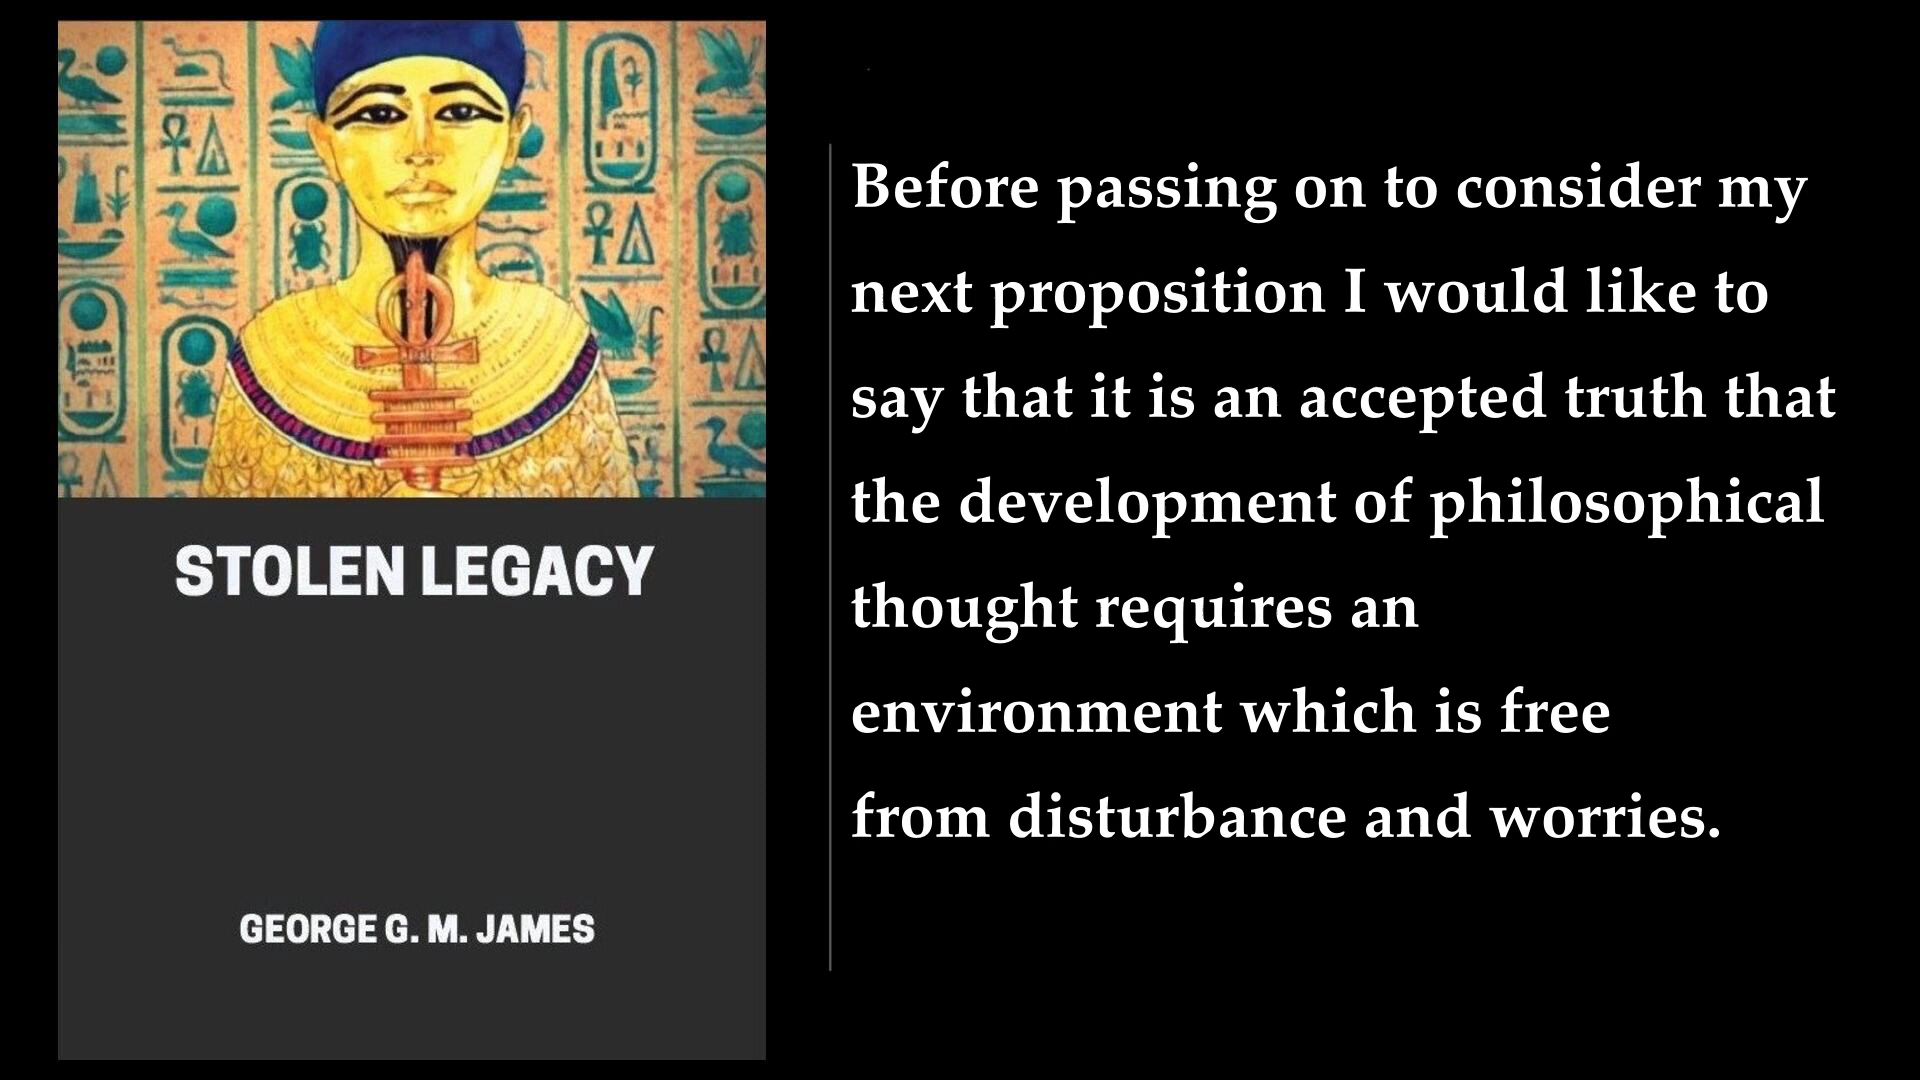 STOLEN LEGACY
GEORGE G. M. JAMES
Before passing on to consider my
next proposition I would like to
say that it is an accepted truth that
the development of philosophical
thought requires an
environment which is free
from disturbance and worries.